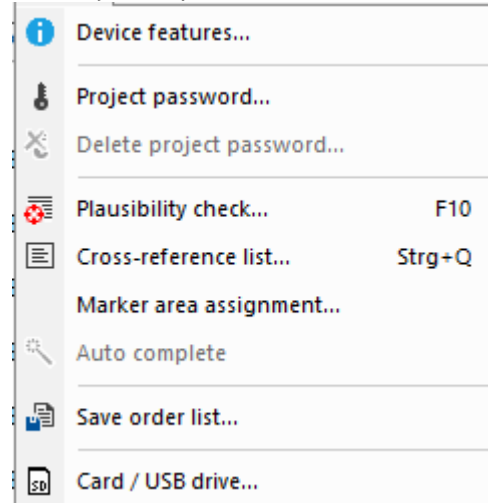 Device features...
Project password...
Delete project password...
Plausibility check... F10
Cross-reference list... Strg+Q
Marker area assignment...
Auto complete
Save order list...
SD Card / USB drive...